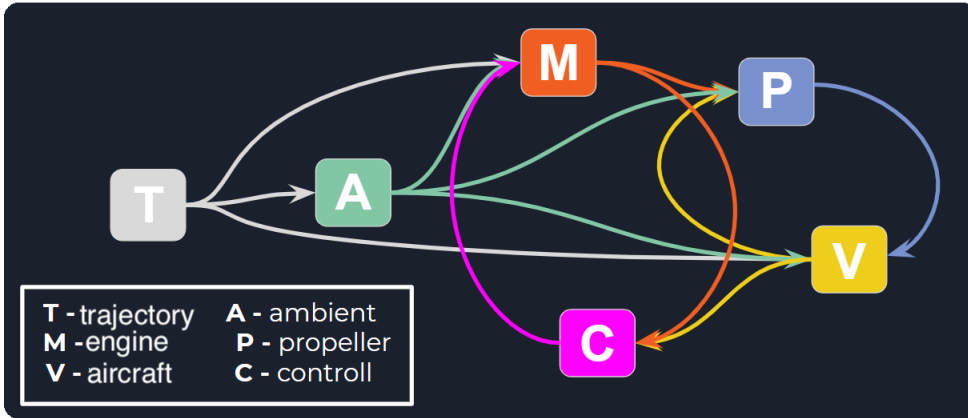 M
P
T
A
V
C
T - trajectory A - ambient
M -engine P - propeller
V - aircraft C - controll